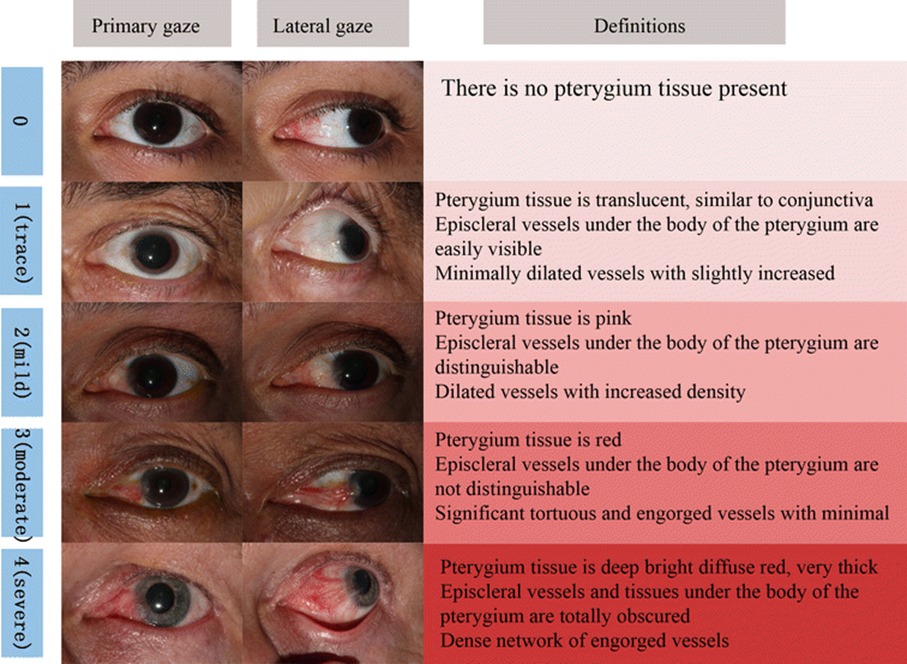 Primary gaze
Lateral gaze
Definitions
0
There is no pterygium tissue present
1(trace)
Pterygium tissue is translucent, similar to conjunctiva
Episcleral vessels under the body of the pterygium are
easily visible
Minimally dilated vessels with slightly increased
2(mild)
Pterygium tissue is pink
Episcleral vessels under the body of the pterygium are
distinguishable
Dilated vessels with increased density
3(moderate)
Pterygium tissue is red
Episcleral vessels under the body of the pterygium are
not distinguishable
Significant tortuous and engorged vessels with minimal
4(severe)
Pterygium tissue is deep bright diffuse red, very thick
Episcleral vessels and tissues under the body of the
pterygium are totally obscured
Dense network of engorged vessels